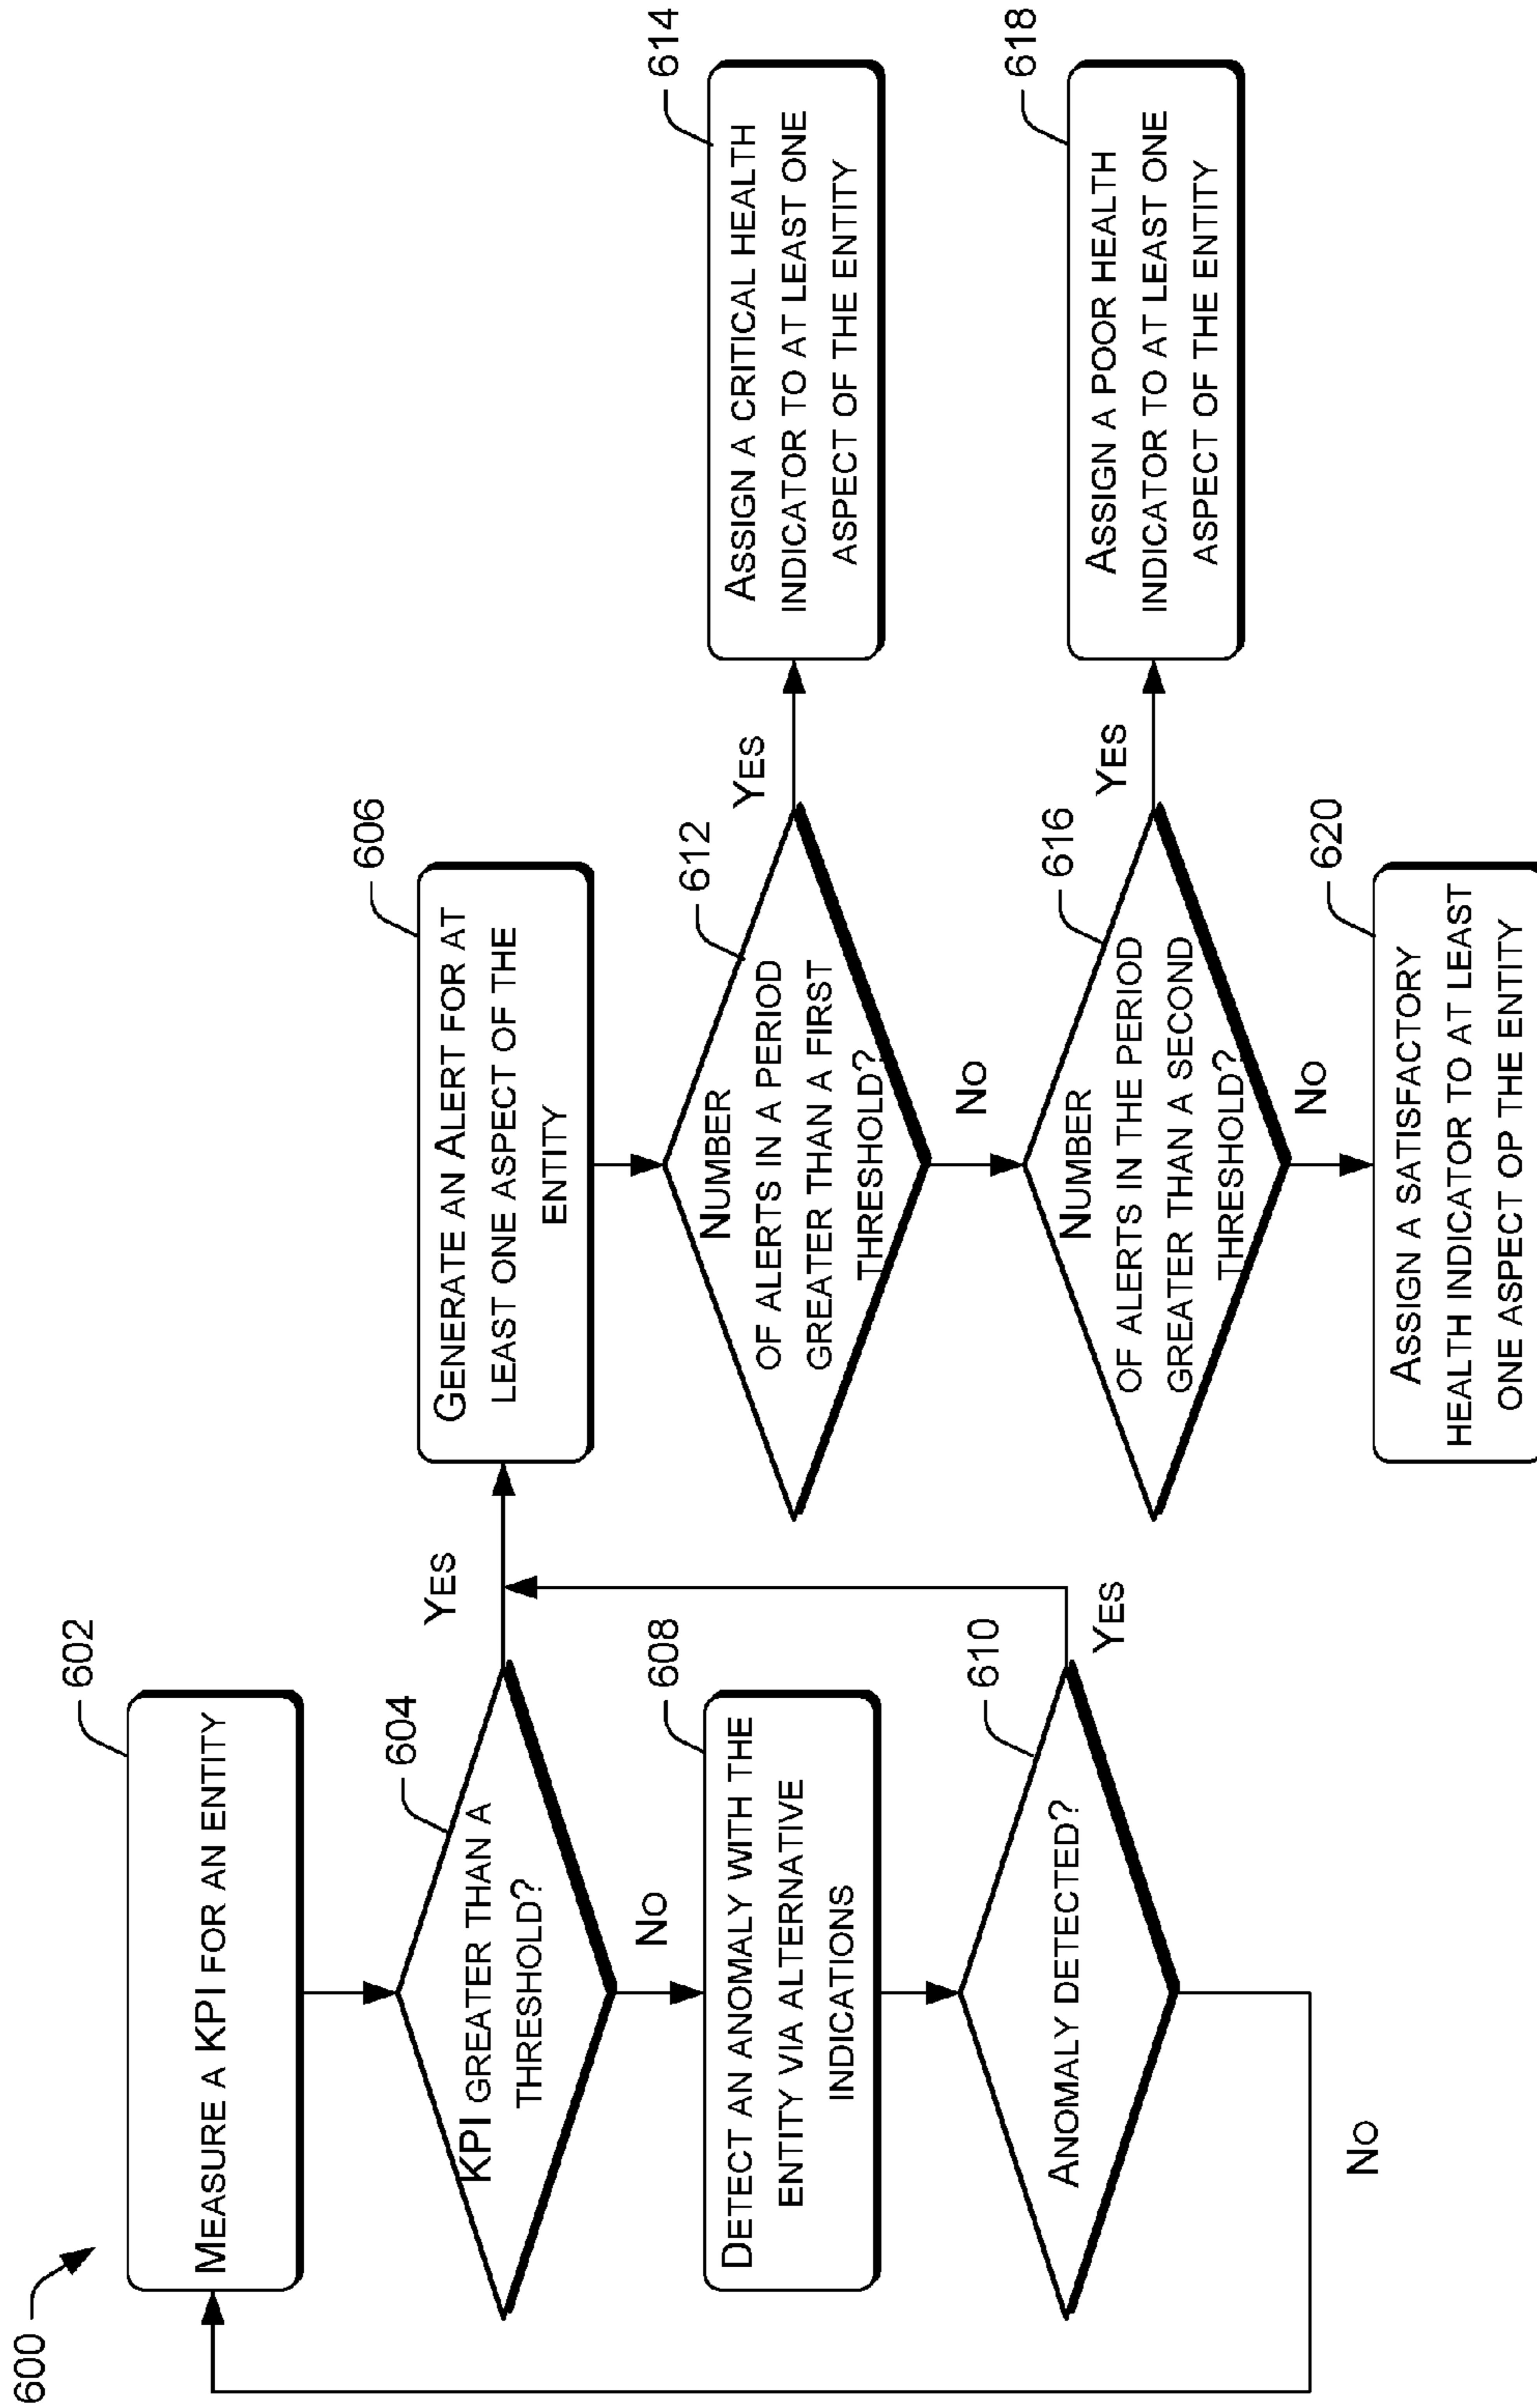 600
602
MEASURE A KPI FOR AN ENTITY
604
KPI GREATER THAN A
THRESHOLD?
YES
NO
608
DETECT AN ANOMALY WITH THE
ENTITY VIA ALTERNATIVE
INDICATIONS
610
ANOMALY DETECTED?
YES
NO
606
GENERATE AN ALERT FOR AT
LEAST ONE ASPECT OF THE
ENTITY
612
NUMBER
OF ALERTS IN A PERIOD
GREATER THAN A FIRST
THRESHOLD?
YES
NO
614
ASSIGN A CRITICAL HEALTH
INDICATOR TO AT LEAST ONE
ASPECT OF THE ENTITY
616
NUMBER
OF ALERTS IN THE PERIOD
GREATER THAN A SECOND
THRESHOLD?
YES
NO
618
ASSIGN A POOR HEALTH
INDICATOR TO AT LEAST ONE
ASPECT OF THE ENTITY
620
ASSIGN A SATISFACTORY
HEALTH INDICATOR TO AT LEAST
ONE ASPECT OP THE ENTITY